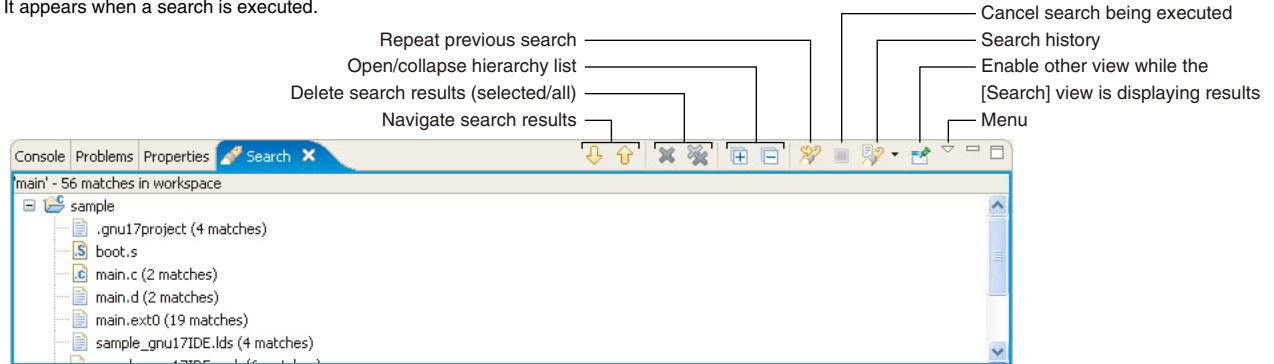 It appears when a search is executed.
Cancel search being executed
Repeat previous search
Search history
Open/collapse hierarchy list
Enable other view while the
[Search] view is displaying results
Delete search results (selected/all)
Navigate search results
Menu
Console Problems Properties Search
'main' - 56 matches in workspace
sample
.gnu17project (4 matches)
boot.s
main.c (2 matches)
main.d (2 matches)
main.ext0 (19 matches)
sample_gnu17IDE.lds (4 matches)